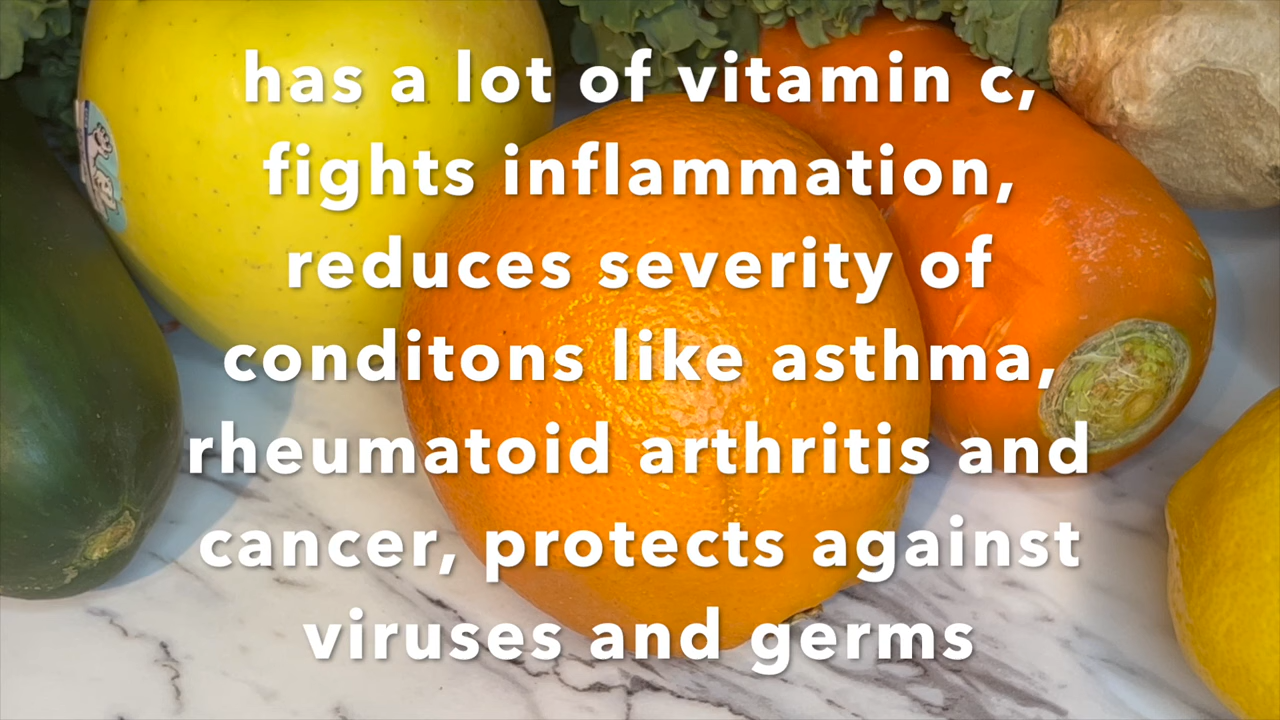 has a lot of vitamin c,
fights inflammation,
reduces severity of
conditons like asthma,
rheumatoid arthritis and
cancer, protects against
viruses and germs